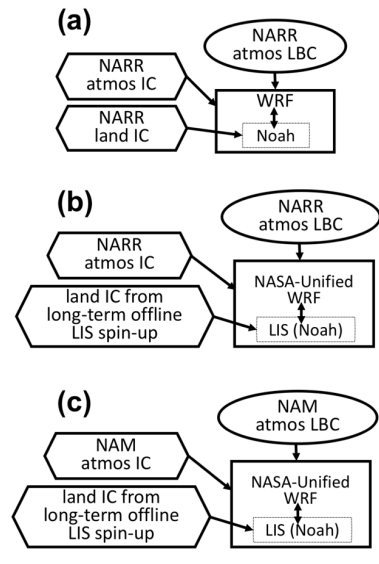 (a)
NARR
atmos LBC
NARR
atmos IC
WRF
NARR
land IC
Noah
(b)
NARR
atmos LBC
NARR
atmos IC
NASA-Unified
WRF
land IC from
long-term offline
LIS spin-up
LIS (Noah)
(c)
NAM
atmos LBC
NAM
atmos IC
NASA-Unified
WRF
land IC from
long-term offline
LIS spin-up
LIS (Noah)